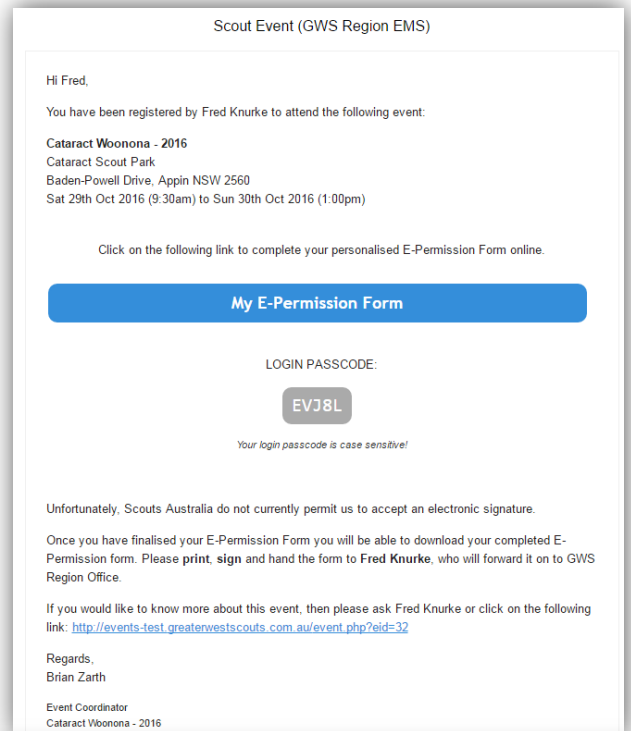 Scout Event (GWS Region EMS)
Hi Fred,
You have been registered by Fred Knurke to attend the following event:
Cataract Woonona - 2016
Cataract Scout Park
Baden-Powell Drive, Appin NSW 2560
Sat 29th Oct 2016 (9:30am) to Sun 30th Oct 2016 (1:00pm)
Click on the following link to complete your personalised E-Permission Form online.
My E-Permission Form
LOGIN PASSCODE:
EVJ8L
Your login passcode is case sensitive!
Unfortunately, Scouts Australia do not currently permit us to accept an electronic signature.
Once you have finalised your E-Permission Form you will be able to download your completed E-
Permission form. Please print, sign and hand the form to Fred Knurke, who will forward it on to GWS
Region Office.
If you would like to know more about this event, then please ask Fred Knurke or click on the following
link: http://events-test.greaterwestscouts.com.au/event.php?eid=32
Regards,
Brian Zarth
Event Coordinator
Cataract Woonona - 2016